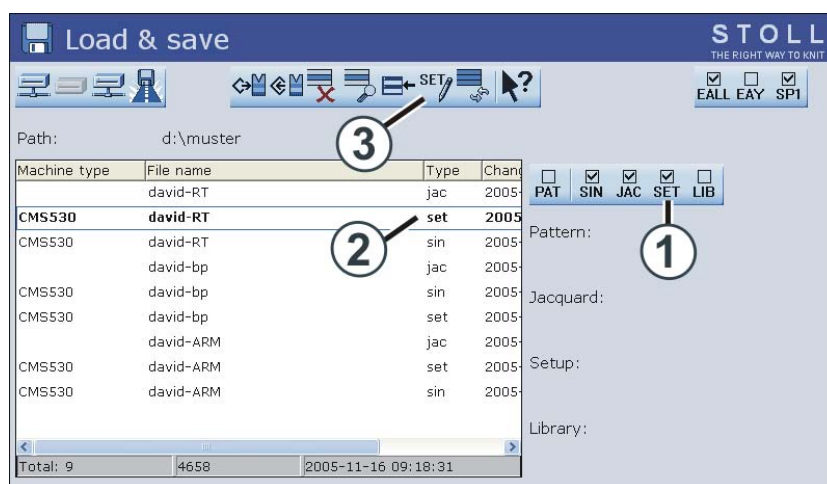 Load & save
STOLL
THE RIGHT WAY TO KNIT
SET
?
EALL EAY SP1
3
Path: d:\muster
Machine type File name Type Chang
david-RT jac 2005-
CMS530 david-RT set 2005
CMS530 david-RT sin 2005-
david-bp jac 2005-
CMS530 david-bp sin 2005-
CMS530 david-bp set 2005-
david-ARM jac 2005-
CMS530 david-ARM set 2005-
CMS530 david-ARM sin 2005-
Total: 9 4658 2005-11-16 09:18:31
2
PAT SIN JAC SET LIB
1
Pattern:
Jacquard:
Setup:
Library: